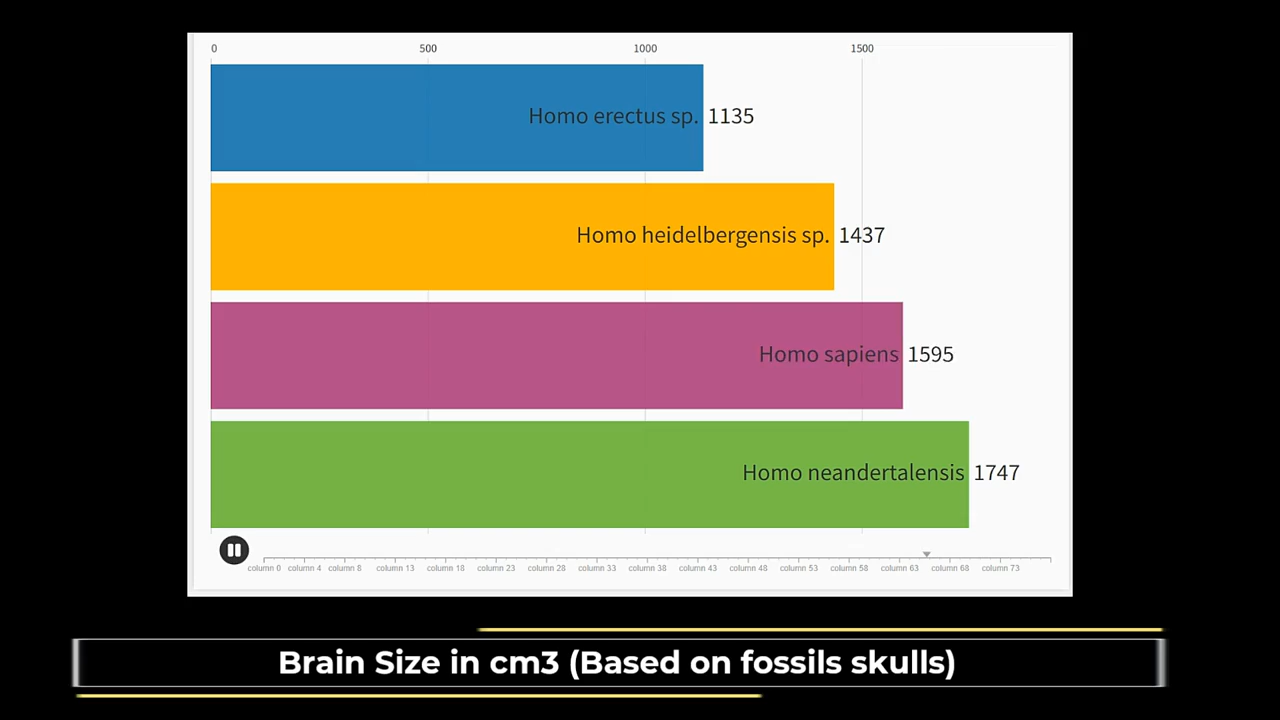 0 500 1000 1500
Homo erectus sp. 1135
Homo heidelbergensis sp. 1437
Homo sapiens 1595
Homo neandertalensis 1747
column 0 column 4 column 8 column 13 column 18 column 23 column 28 column 33 column 38 column 43 column 48 column 53 column 58 column 63 column 68 column 73
Brain Size in cm3 (Based on fossils skulls)